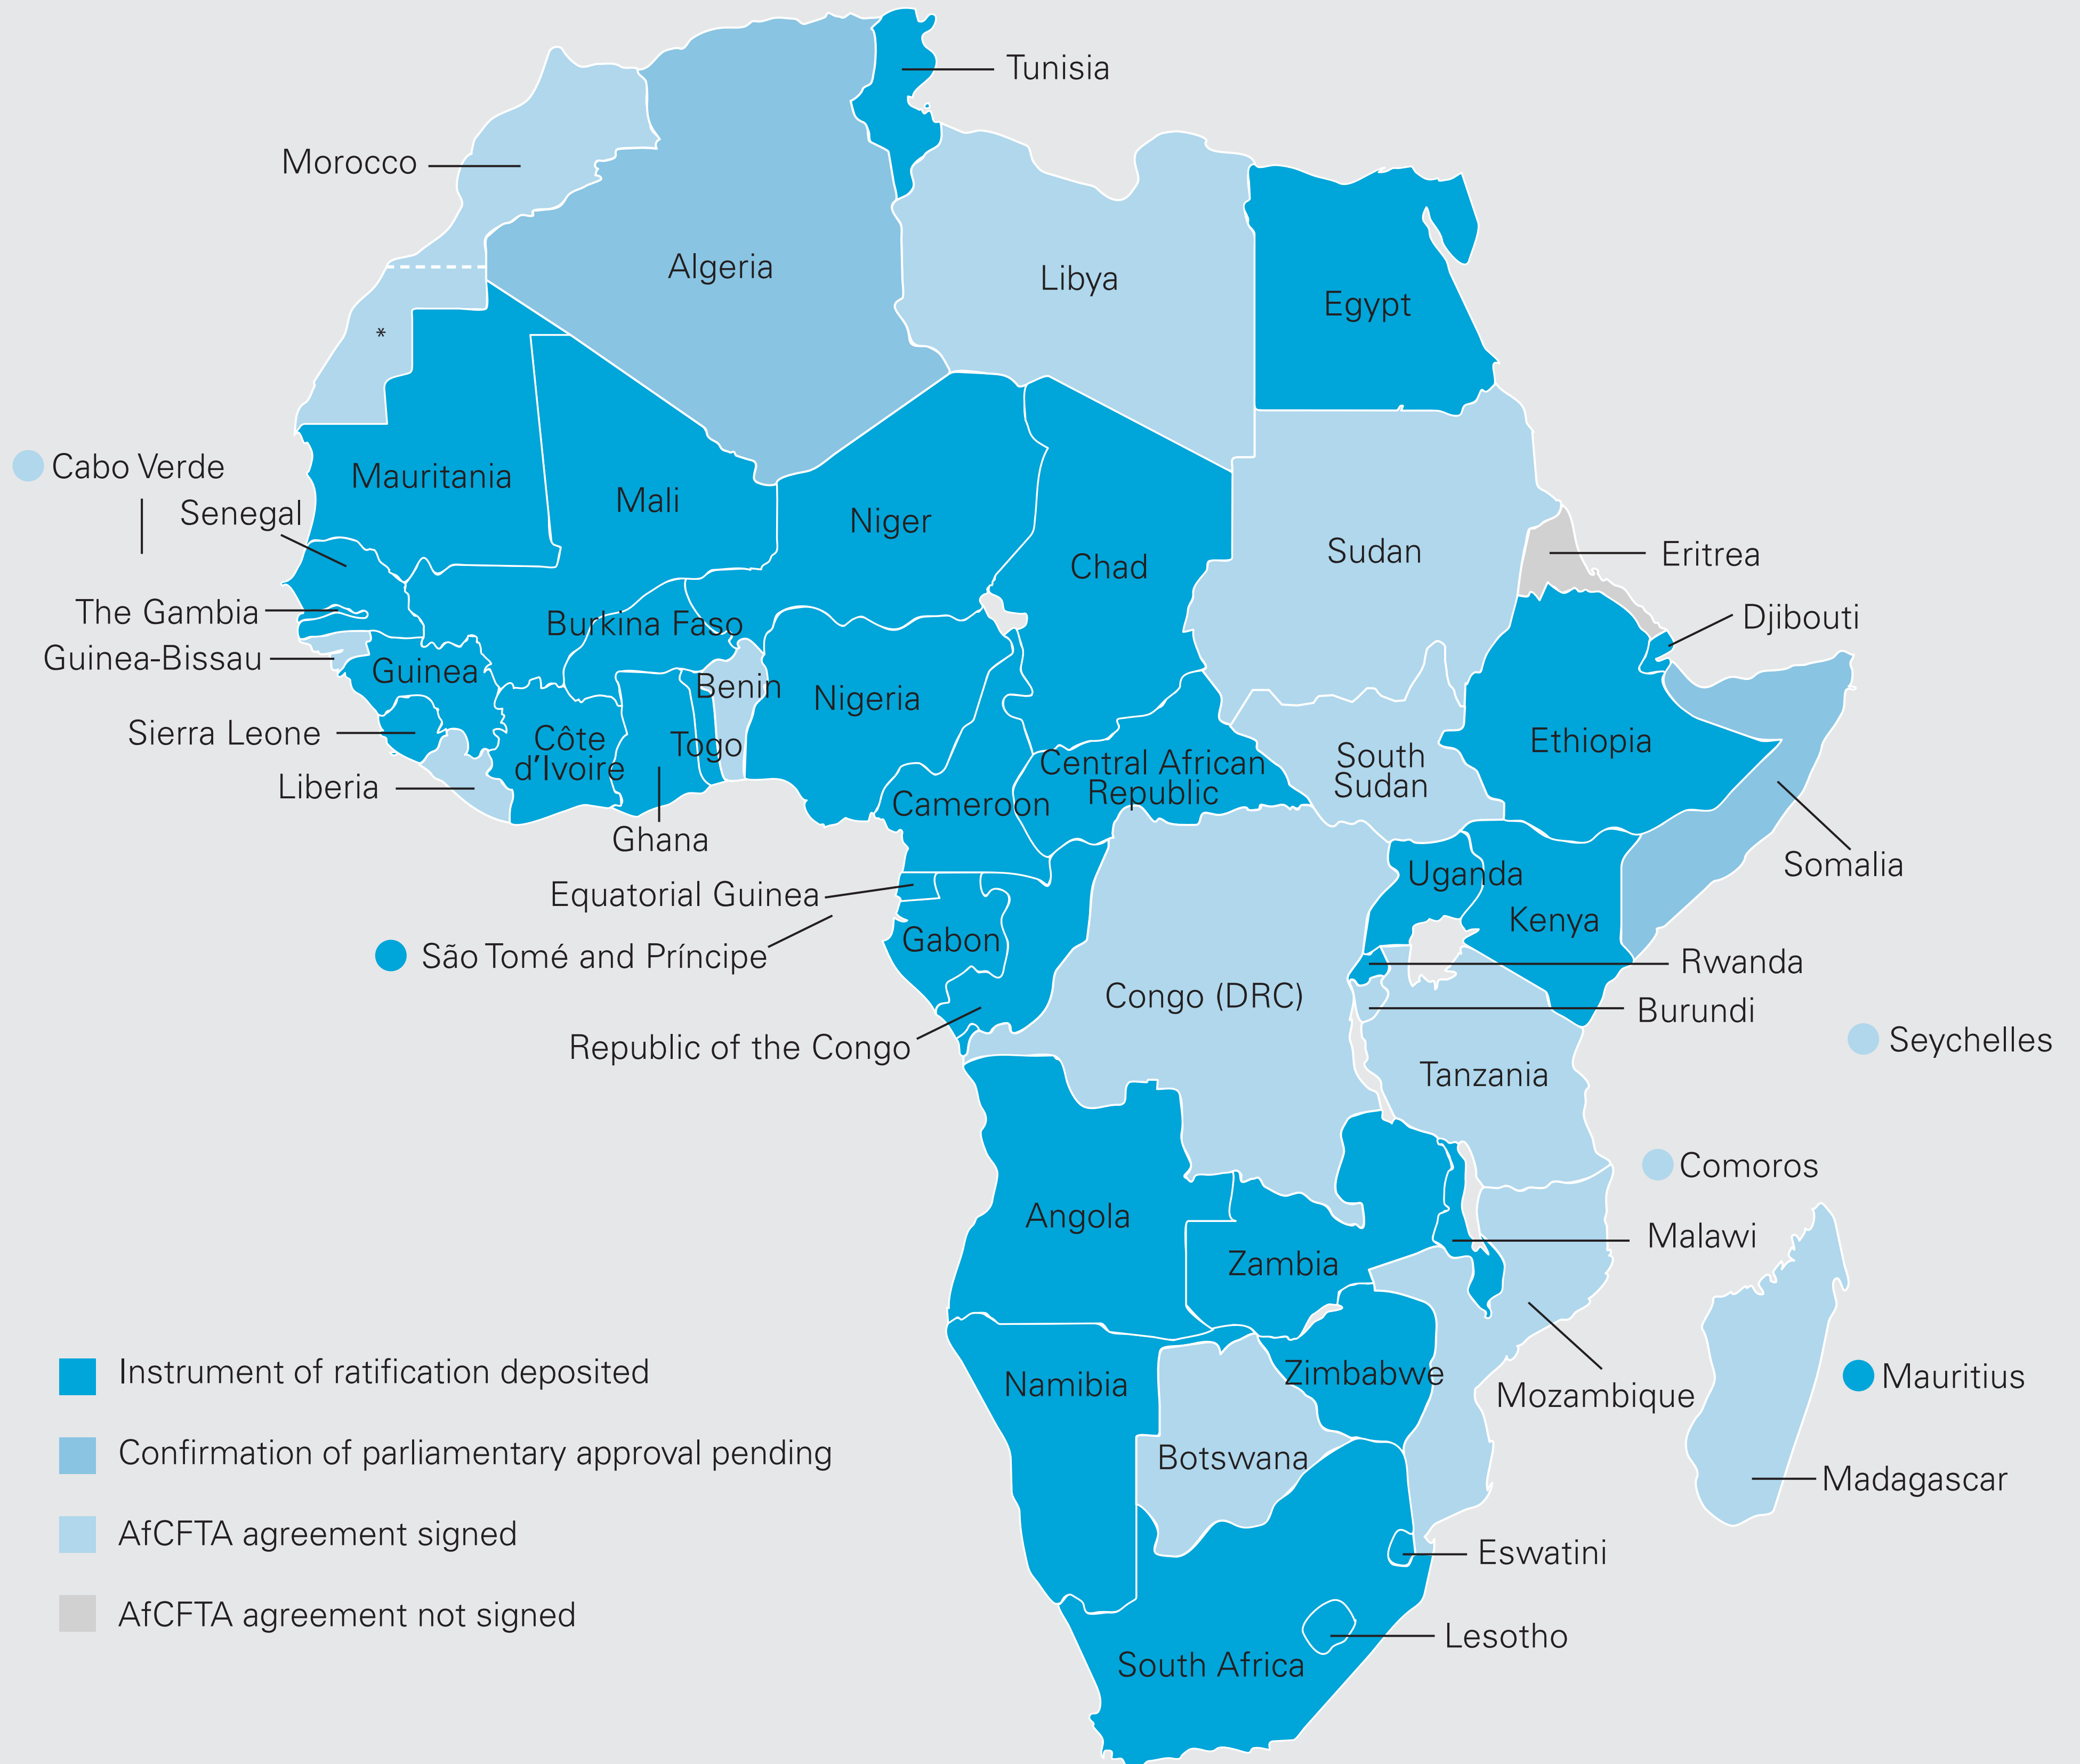 Tunisia
Morocco
Algeria
Libya
Egypt
*
Cabo Verde
Senegal
Mauritania
Mali
Niger
Chad
Sudan
Eritrea
Djibouti
The Gambia
Burkina Faso
Guinea-Bissau
Guinea
Benin
Nigeria
Sierra Leone
Côte
d’Ivoire
Togo
Central African
Republic
South
Sudan
Ethiopia
Liberia
Cameroon
Ghana
Somalia
Uganda
Equatorial Guinea
Kenya
Gabon
São Tomé and Príncipe
Rwanda
Congo (DRC)
Burundi
Republic of the Congo
Seychelles
Tanzania
Comoros
Angola
Malawi
Zambia
Namibia
Zimbabwe
Mozambique
Mauritius
Botswana
Madagascar
Eswatini
Lesotho
South Africa
Instrument of ratification deposited
Confirmation of parliamentary approval pending
AfCFTA agreement signed
AfCFTA agreement not signed